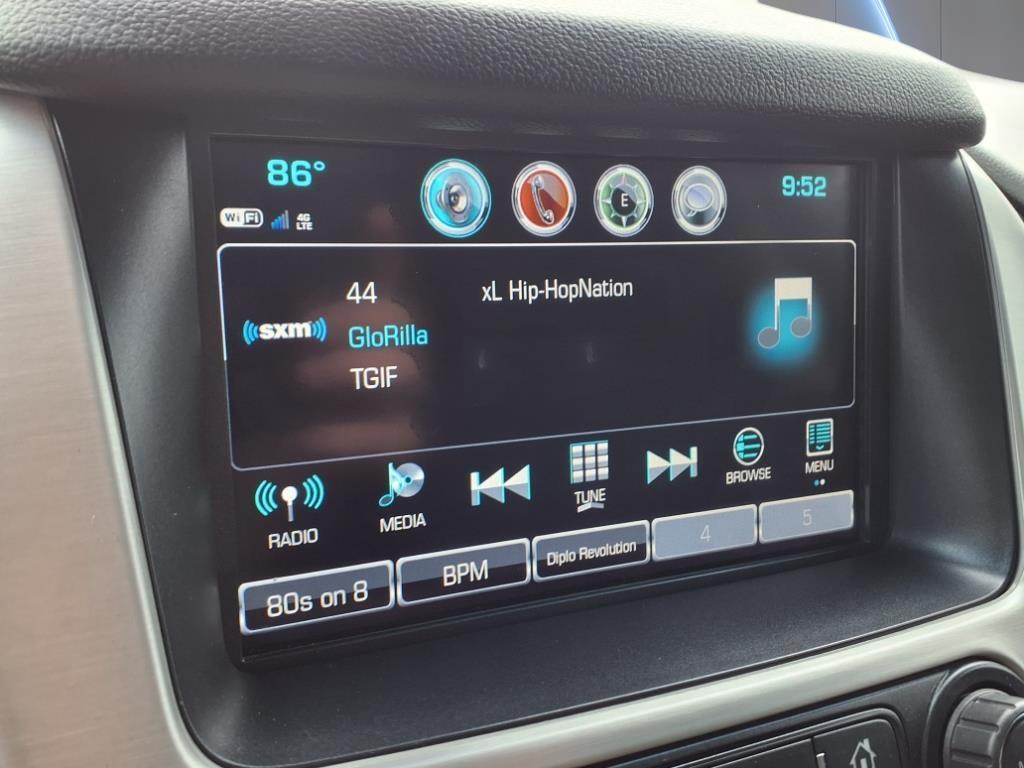 86°
9:52
WiFi
4G
LTE
E
44
xL Hip-HopNation
sxm
GloRilla
TGIF
RADIO
MEDIA
TUNE
BROWSE
MENU
80s on 8
BPM
Diplo Revolution
4
5